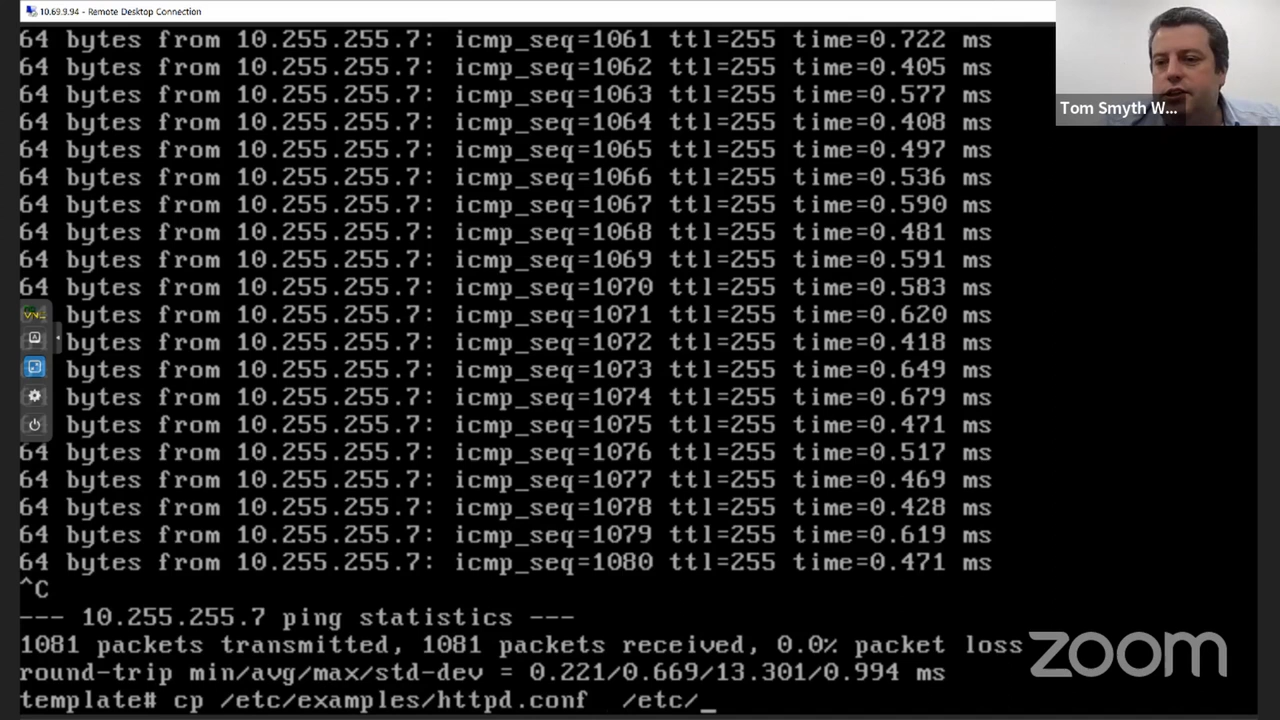 10.69.9.94 - Remote Desktop Connection
64 bytes from 10.255.255.7: icmp_seq=1061 ttl=255 time=0.722 ms
64 bytes from 10.255.255.7: icmp_seq=1062 ttl=255 time=0.405 ms
64 bytes from 10.255.255.7: icmp_seq=1063 ttl=255 time=0.577 ms
Tom Smyth W...
64 bytes from 10.255.255.7: icmp_seq=1064 ttl=255 time=0.408 ms
64 bytes from 10.255.255.7: icmp_seq=1065 ttl=255 time=0.497 ms
64 bytes from 10.255.255.7: icmp_seq=1066 ttl=255 time=0.536 ms
64 bytes from 10.255.255.7: icmp_seq=1067 ttl=255 time=0.590 ms
64 bytes from 10.255.255.7: icmp_seq=1068 ttl=255 time=0.481 ms
64 bytes from 10.255.255.7: icmp_seq=1069 ttl=255 time=0.591 ms
64 bytes from 10.255.255.7: icmp_seq=1070 ttl=255 time=0.583 ms
bytes from 10.255.255.7: icmp_seq=1071 ttl=255 time=0.620 ms
bytes from 10.255.255.7: icmp_seq=1072 ttl=255 time=0.418 ms
bytes from 10.255.255.7: icmp_seq=1073 ttl=255 time=0.649 ms
bytes from 10.255.255.7: icmp_seq=1074 ttl=255 time=0.679 ms
bytes from 10.255.255.7: icmp_seq=1075 ttl=255 time=0.471 ms
64 bytes from 10.255.255.7: icmp_seq=1076 ttl=255 time=0.517 ms
64 bytes from 10.255.255.7: icmp_seq=1077 ttl=255 time=0.469 ms
64 bytes from 10.255.255.7: icmp_seq=1078 ttl=255 time=0.428 ms
64 bytes from 10.255.255.7: icmp_seq=1079 ttl=255 time=0.619 ms
64 bytes from 10.255.255.7: icmp_seq=1080 ttl=255 time=0.471 ms
^C
--- 10.255.255.7 ping statistics ---
1081 packets transmitted, 1081 packets received, 0.0% packet loss
zoom
round-trip min/avg/max/std-dev = 0.221/0.669/13.301/0.994 ms
template# cp /etc/examples/httpd.conf  /etc/_